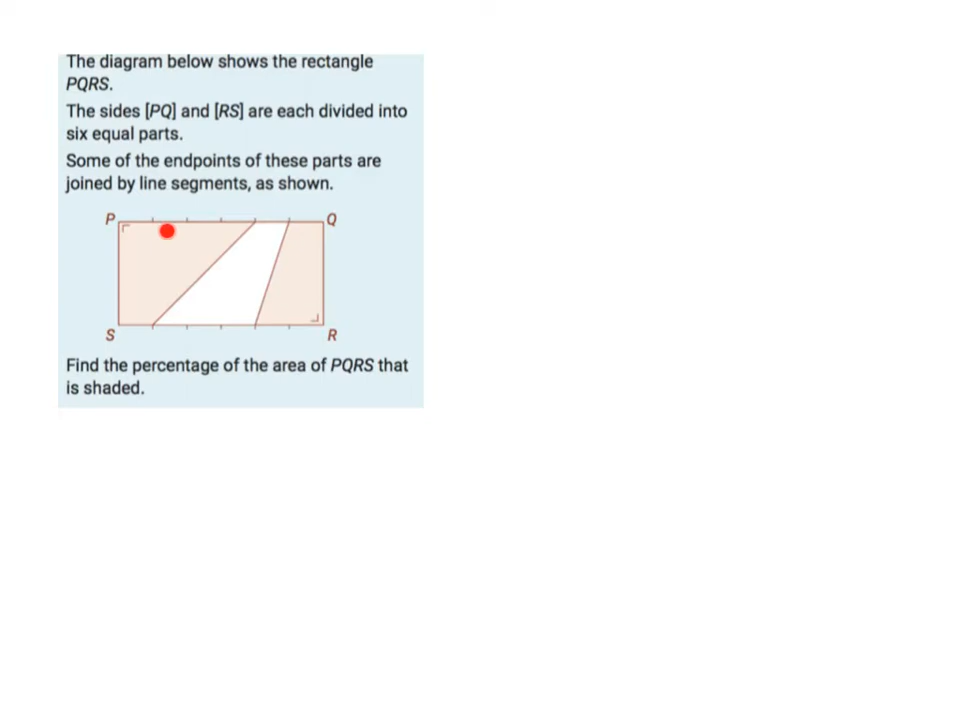 The diagram below shows the rectangle
PQRS.
The sides [PQ] and [RS] are each divided into
six equal parts.
Some of the endpoints of these parts are
joined by line segments, as shown.
P Q
S R
Find the percentage of the area of PQRS that
is shaded.